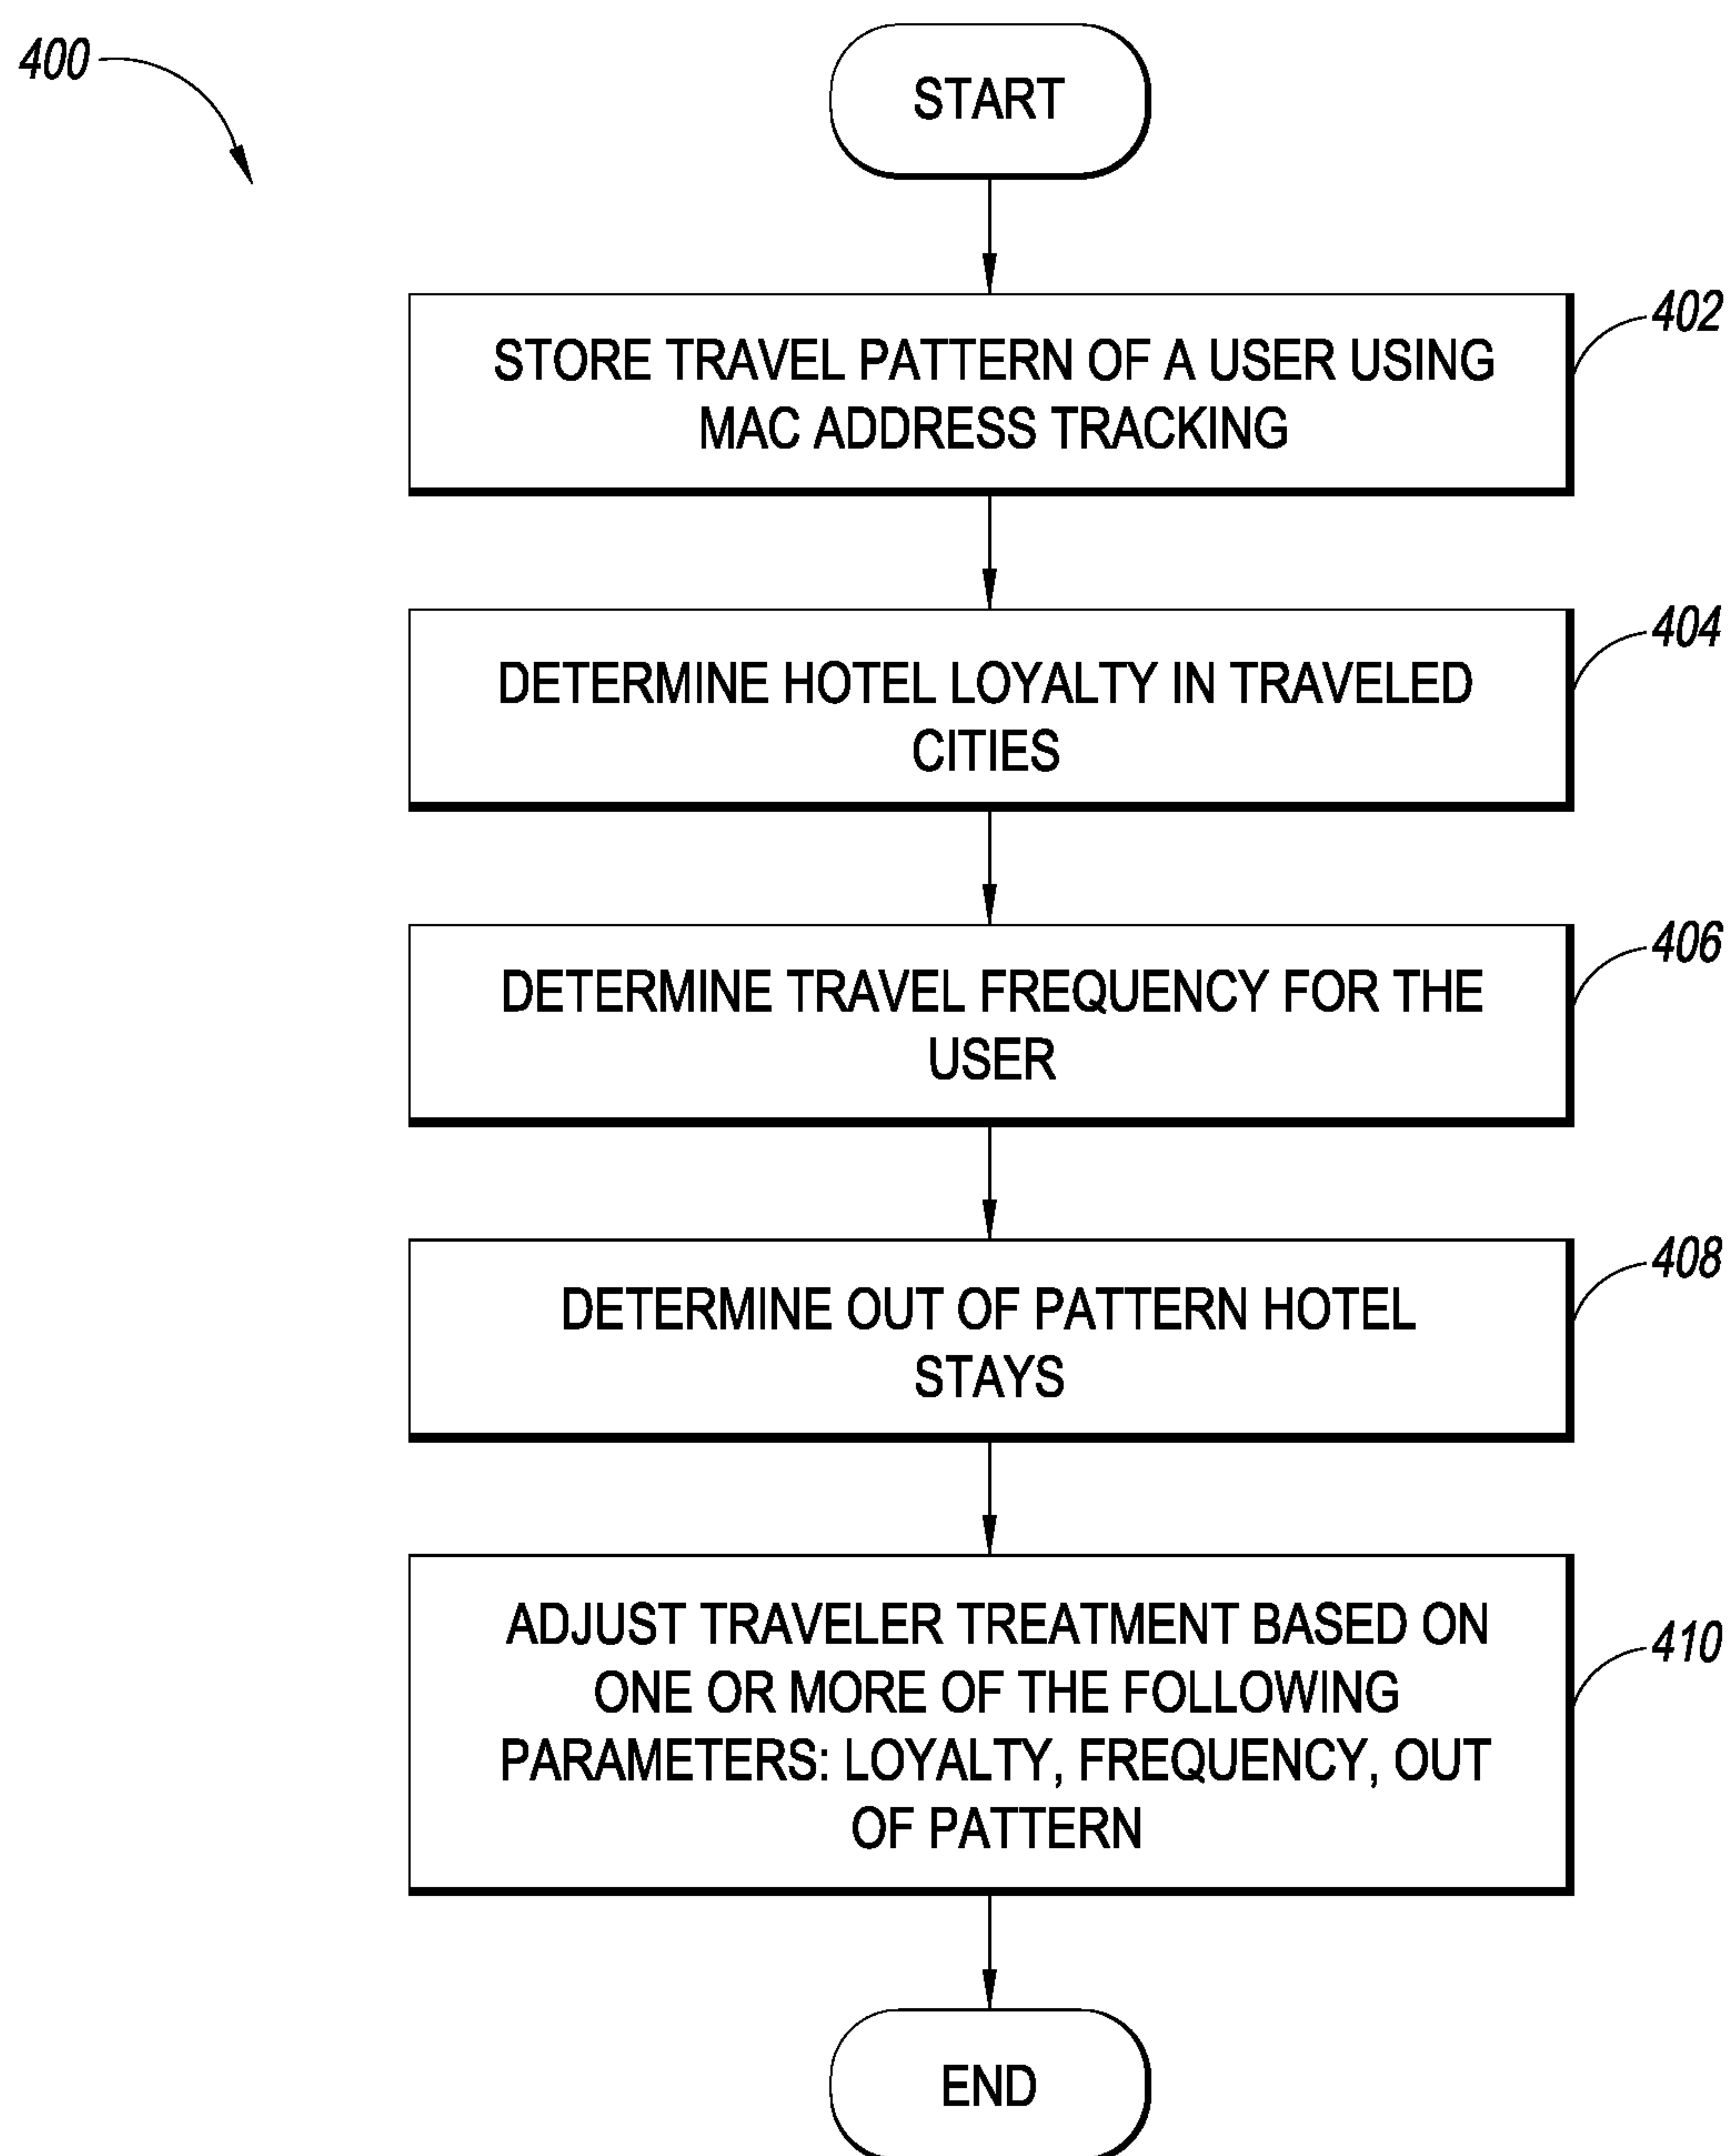 400
START
STORE TRAVEL PATTERN OF A USER USING
MAC ADDRESS TRACKING
402
DETERMINE HOTEL LOYALTY IN TRAVELED
CITIES
404
DETERMINE TRAVEL FREQUENCY FOR THE
USER
406
DETERMINE OUT OF PATTERN HOTEL
STAYS
408
ADJUST TRAVELER TREATMENT BASED ON
ONE OR MORE OF THE FOLLOWING
PARAMETERS: LOYALTY, FREQUENCY, OUT
OF PATTERN
410
END